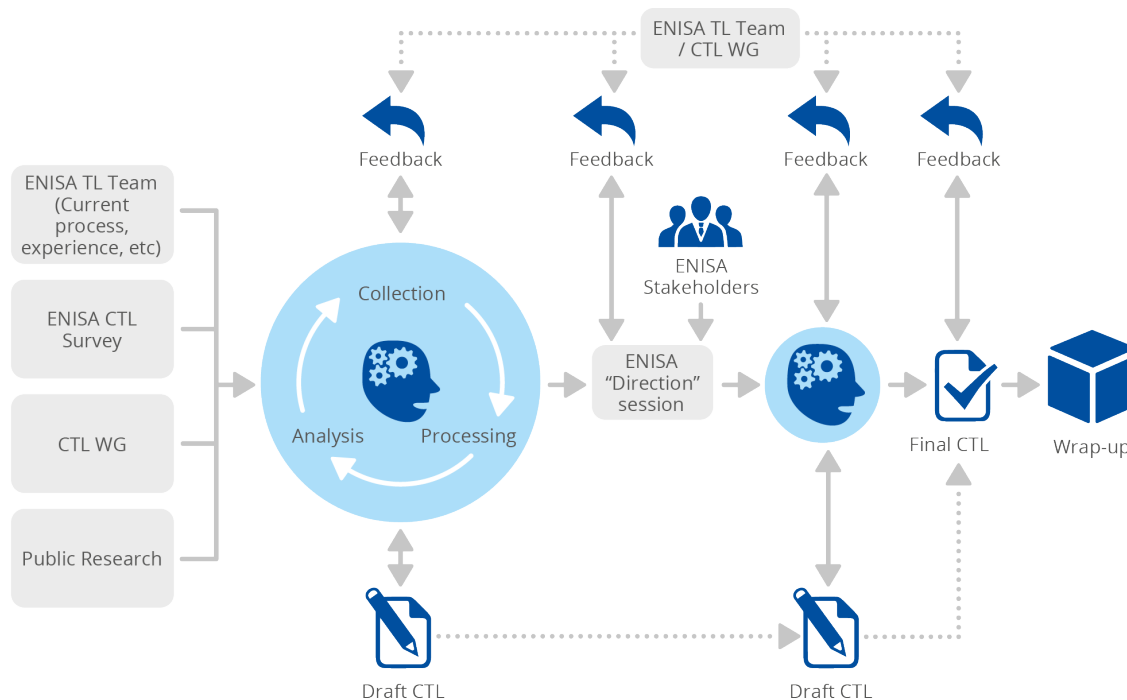 ENISA TL Team
/ CTL WG
Feedback
Feedback
Feedback
Feedback
ENISA TL Team
(Current
process,
experience, etc)
ENISA CTL
Survey
CTL WG
Public Research
Collection
Analysis
Processing
ENISA
Stakeholders
ENISA
“Direction”
session
Final CTL
Wrap-up
Draft CTL
Draft CTL